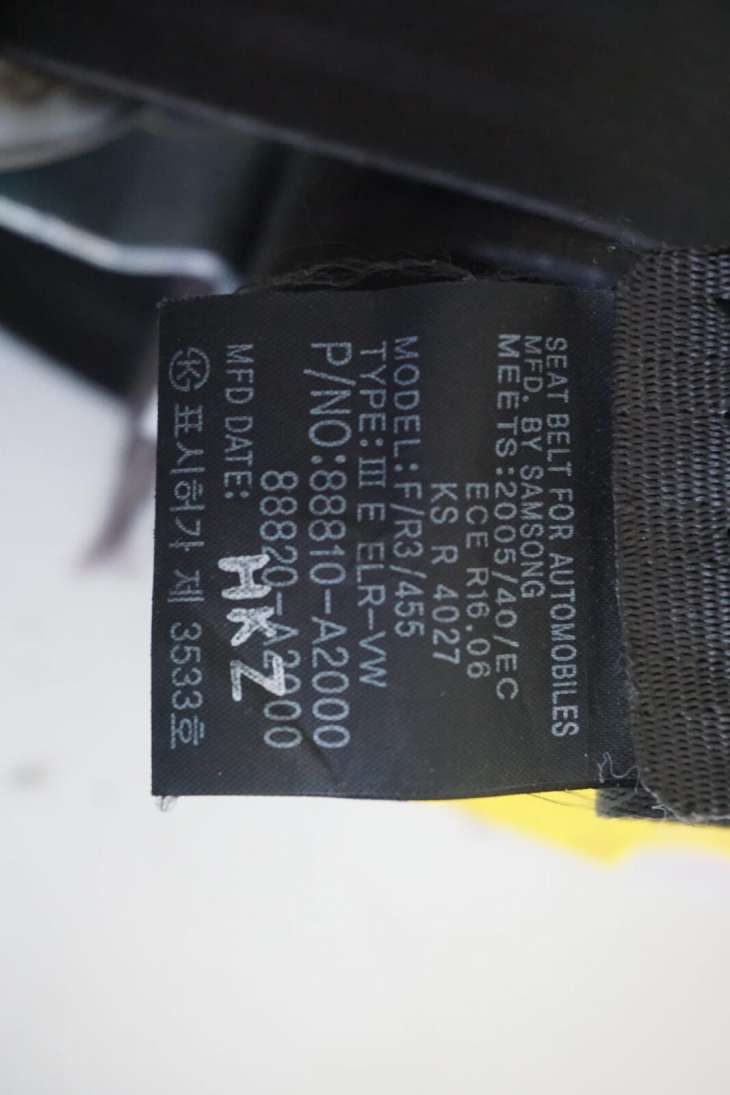 SEAT BELT FOR AUTOMOBILES
MFD. BY SAMSONG
MEETS:2005/40/EC
ECE R16.06
KS R 4027
MODEL:F/R3/455
TYPE:Ⅲ E ELR-VW
P/NO:88810-A2000
88820-A2000
MFD DATE: HKZ
㉿ 표시허가 제 3533호